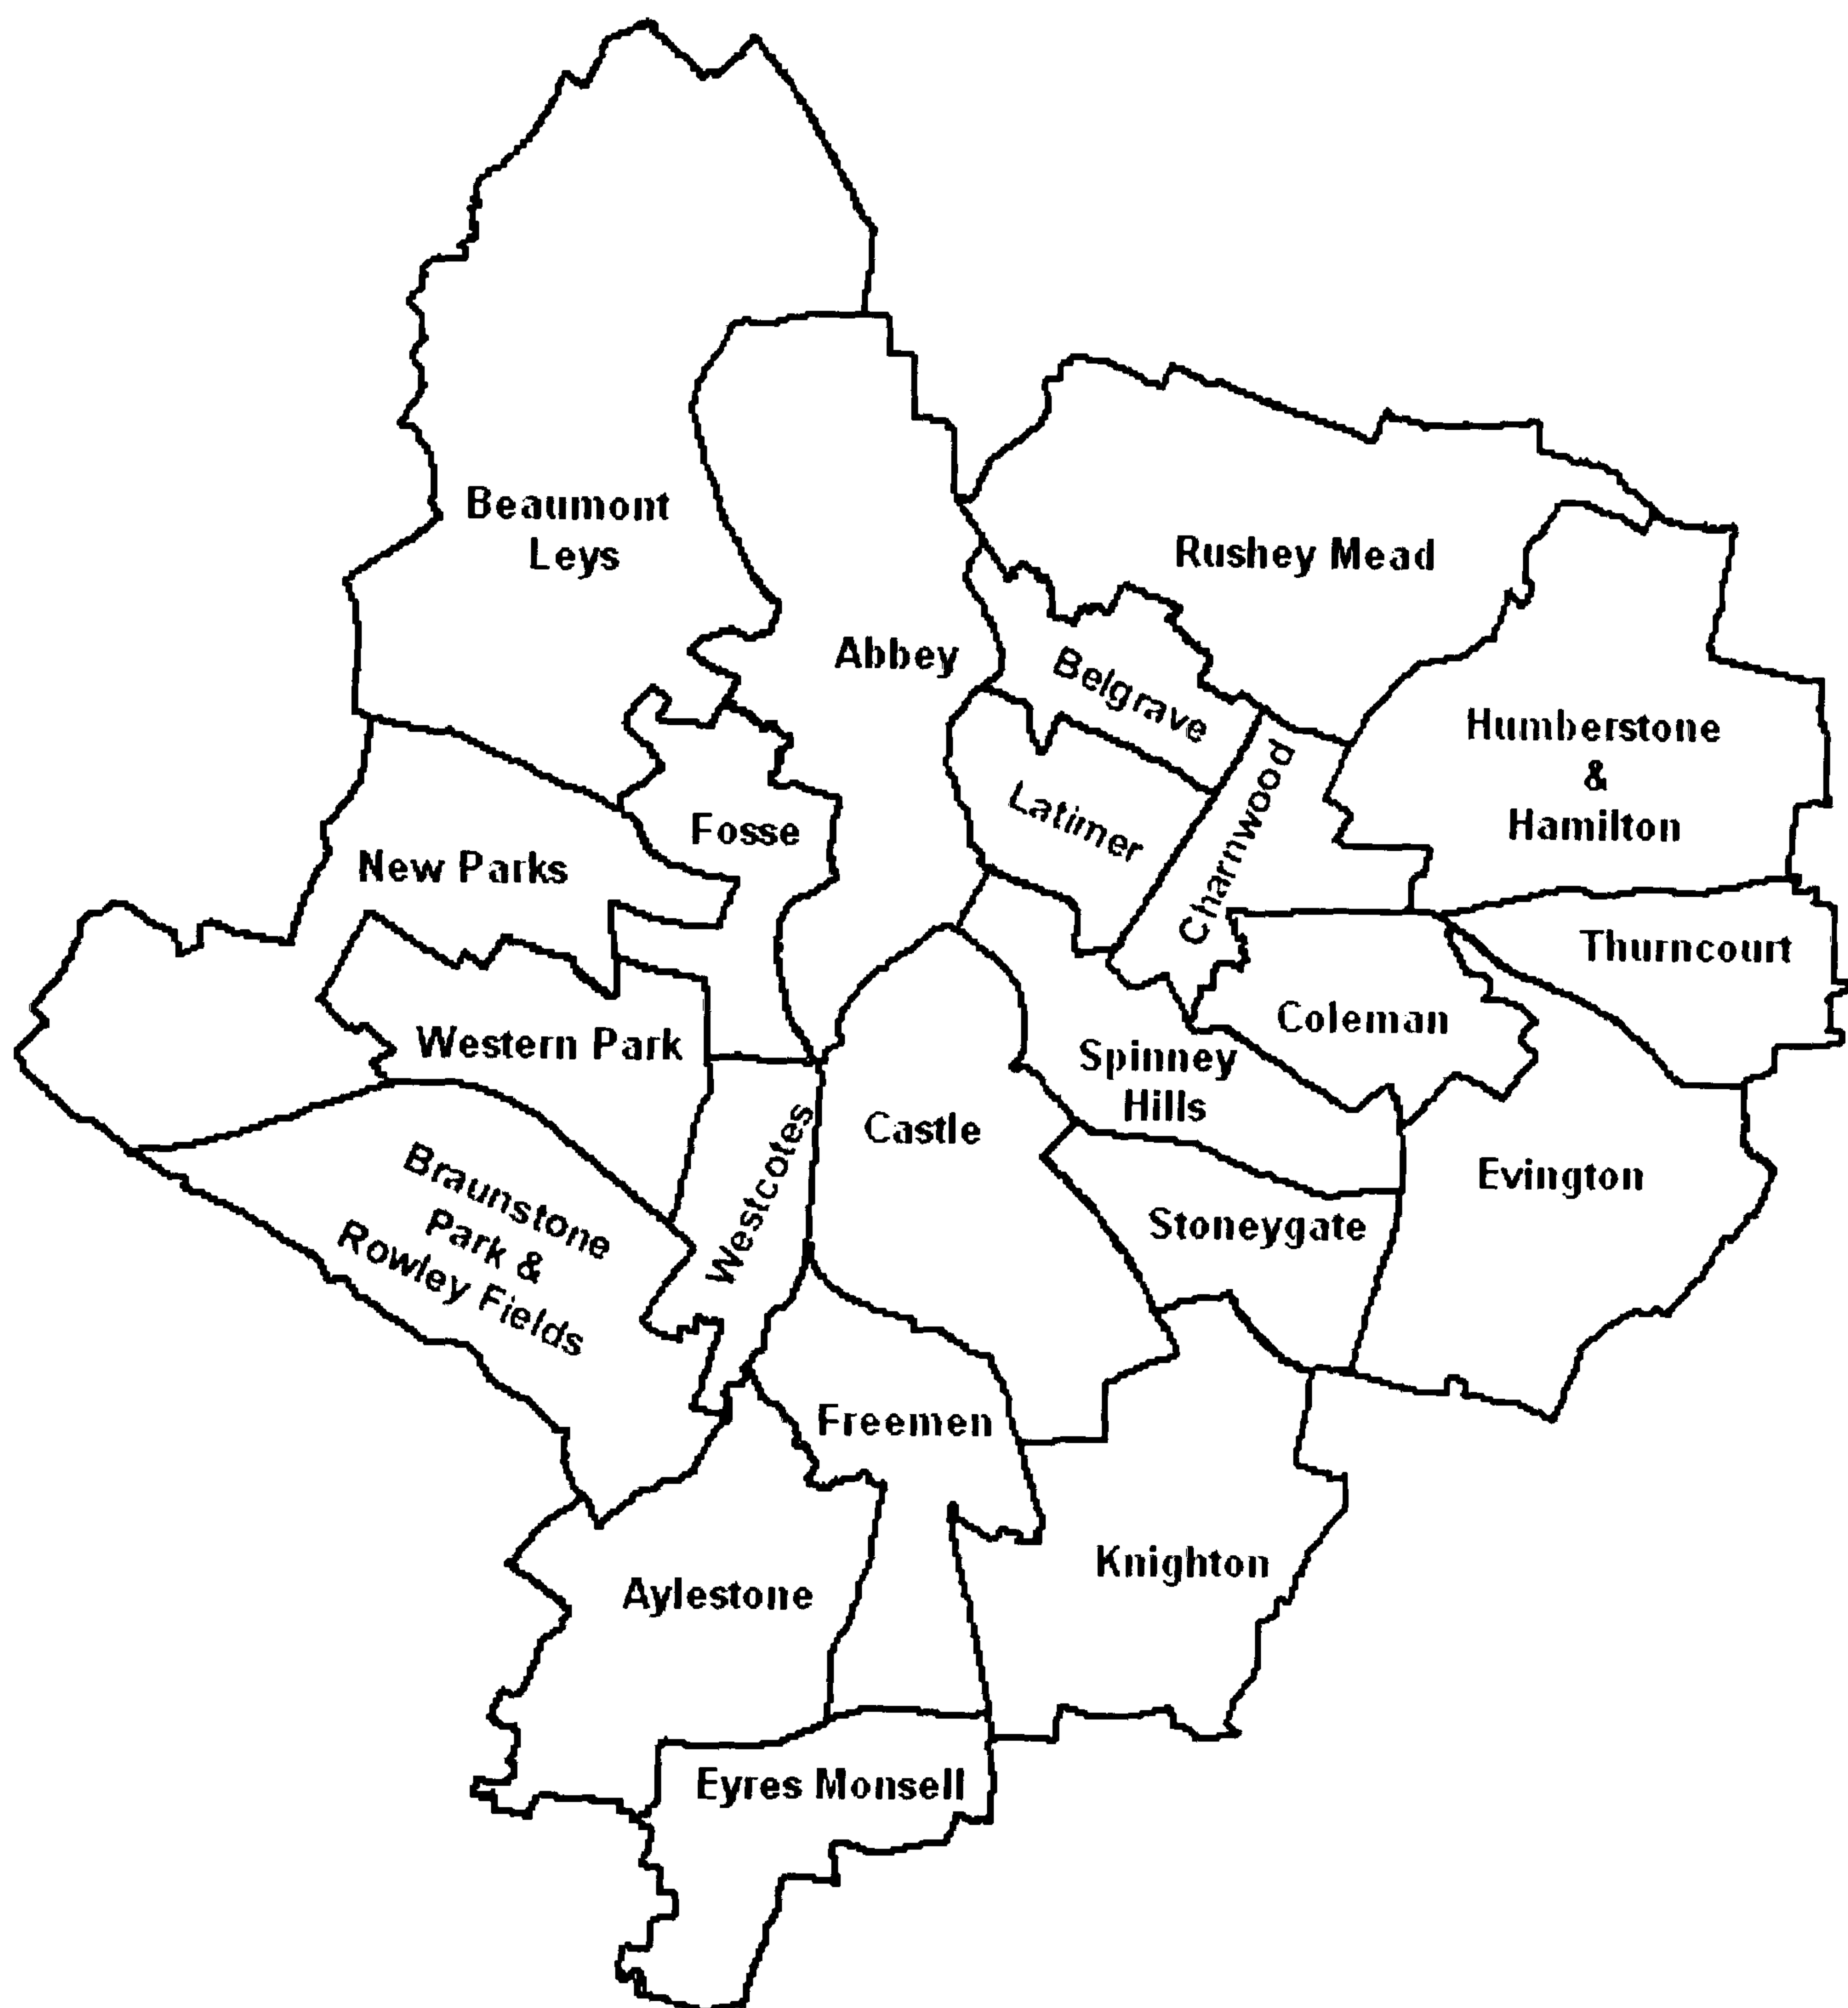 Beaumont
Leys
Rushey Mead
Abbey
Belgrave
Humberstone
&
Hamilton
Latimer
Charnwood
Fosse
New Parks
Thurncourt
Western Park
Coleman
Spinney
Hills
Castle
Westcotes
Evington
Braunstone
Park &
Rowley Fields
Stoneygate
Freemen
Knighton
Aylestone
Eyres Monsell